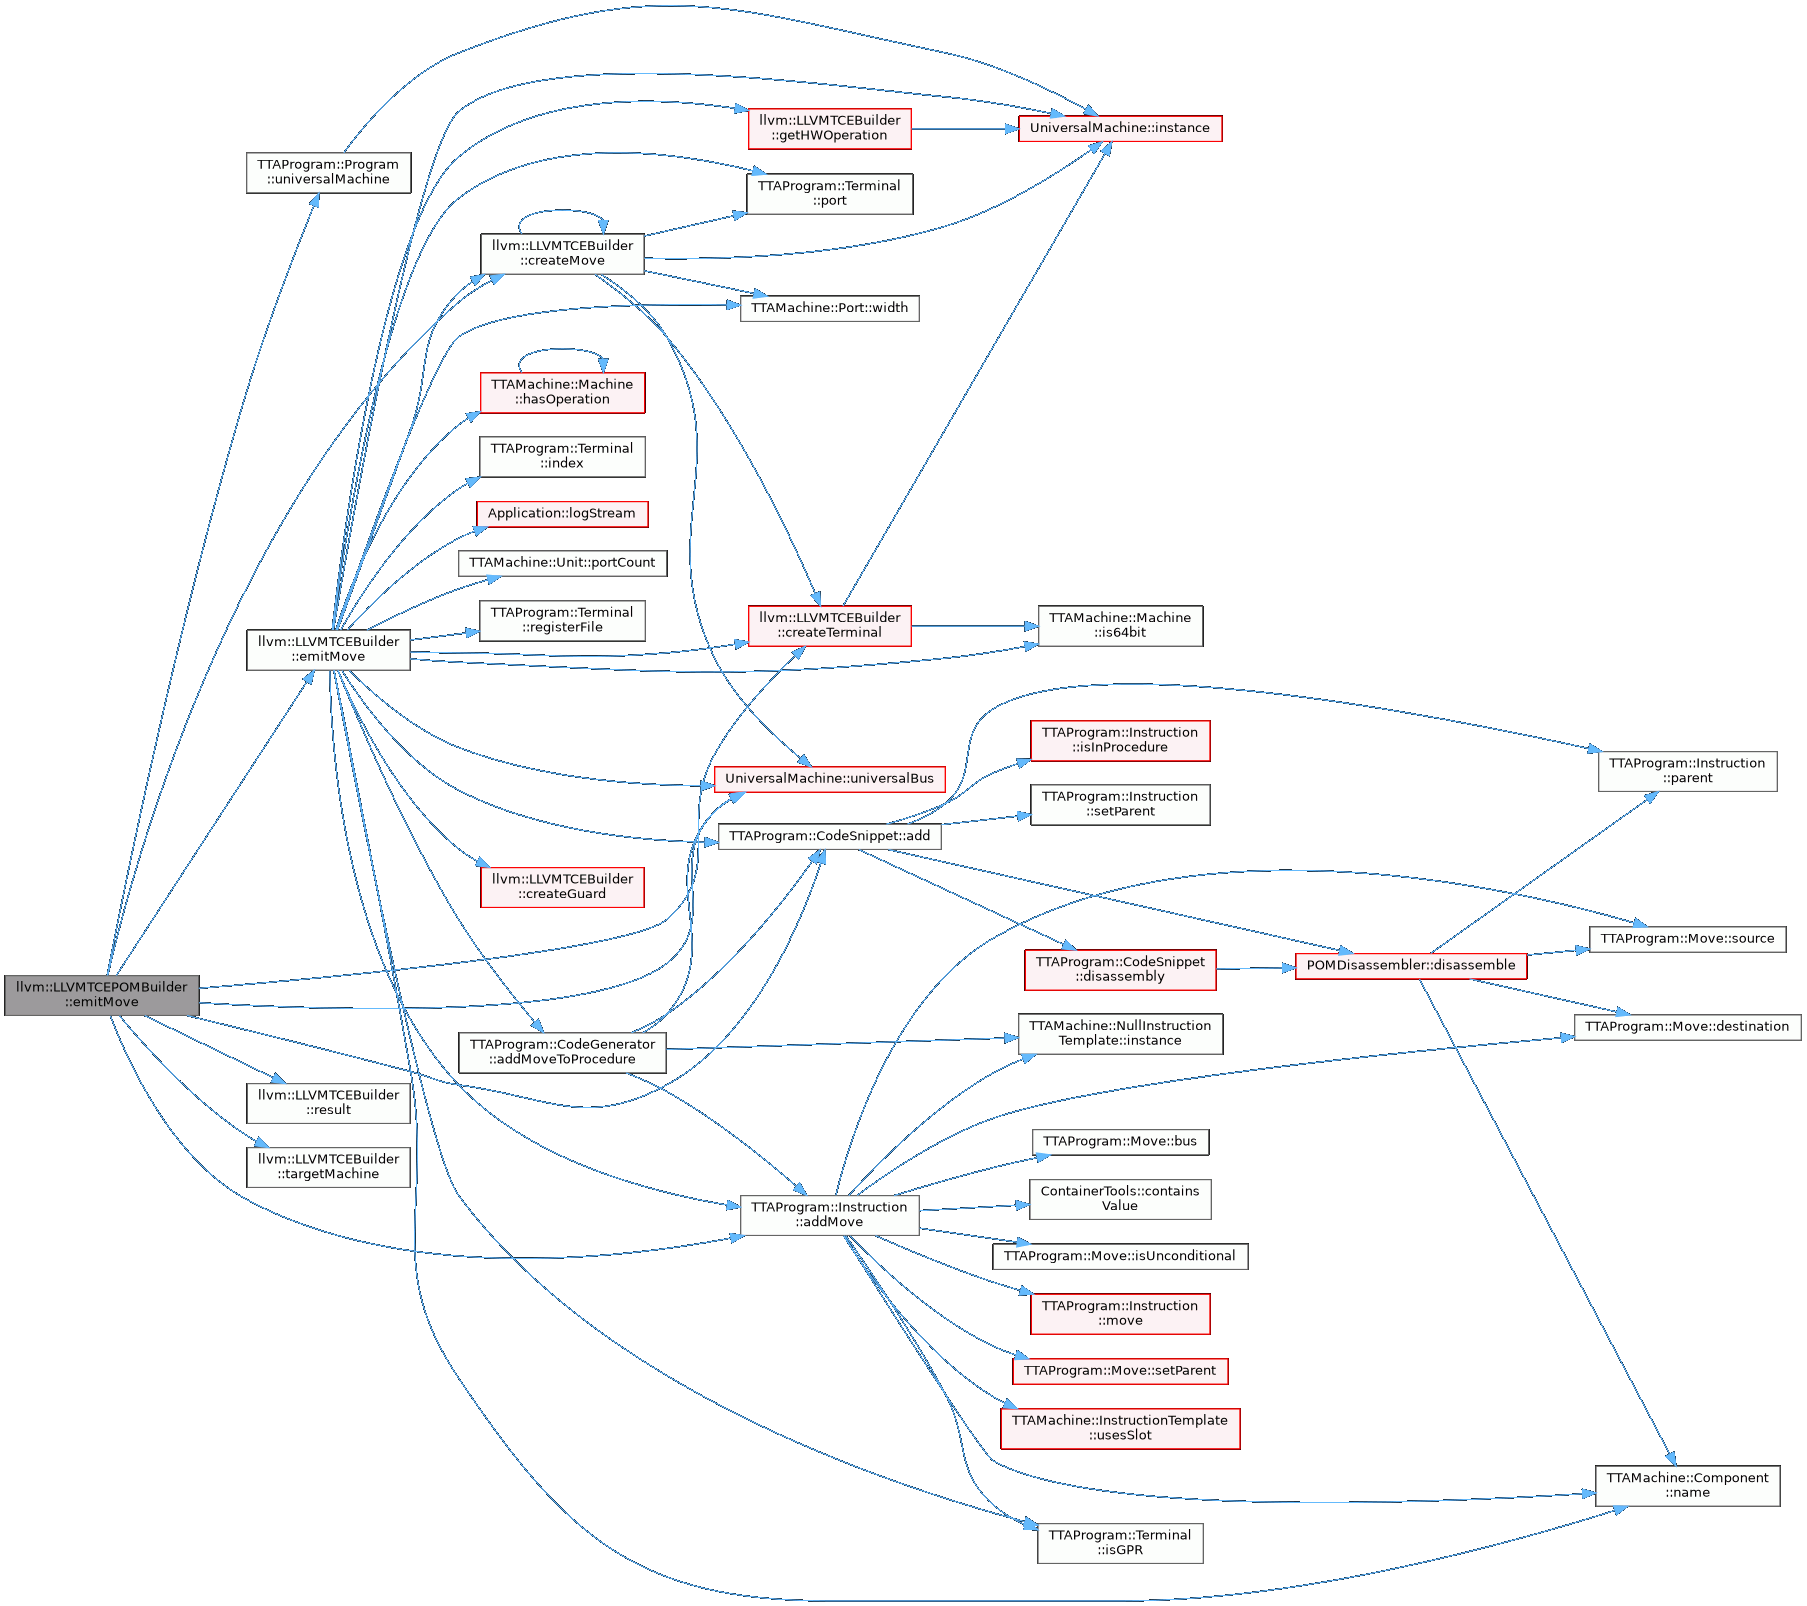 llvm::LLVMTCEPOMBuilder
::emitMove
TTAProgram::Program
::universalMachine
llvm::LLVMTCEBuilder
::emitMove
llvm::LLVMTCEBuilder
::result
llvm::LLVMTCEBuilder
::targetMachine
llvm::LLVMTCEBuilder
::createMove
TTAMachine::Machine
::hasOperation
TTAProgram::Terminal
::index
Application::logStream
TTAMachine::Unit::portCount
TTAProgram::Terminal
::registerFile
llvm::LLVMTCEBuilder
::createGuard
TTAProgram::CodeGenerator
::addMoveToProcedure
llvm::LLVMTCEBuilder
::getHWOperation
TTAProgram::Terminal
::port
TTAMachine::Port::width
llvm::LLVMTCEBuilder
::createTerminal
UniversalMachine::universalBus
TTAProgram::CodeSnippet::add
TTAProgram::Instruction
::addMove
UniversalMachine::instance
TTAMachine::Machine
::is64bit
TTAProgram::Instruction
::isInProcedure
TTAProgram::Instruction
::setParent
TTAProgram::CodeSnippet
::disassembly
TTAMachine::NullInstruction
Template::instance
TTAProgram::Move::bus
ContainerTools::contains
Value
TTAProgram::Move::isUnconditional
TTAProgram::Instruction
::move
TTAProgram::Move::setParent
TTAMachine::InstructionTemplate
::usesSlot
TTAProgram::Terminal
::isGPR
POMDisassembler::disassemble
TTAProgram::Instruction
::parent
TTAProgram::Move::source
TTAProgram::Move::destination
TTAMachine::Component
::name